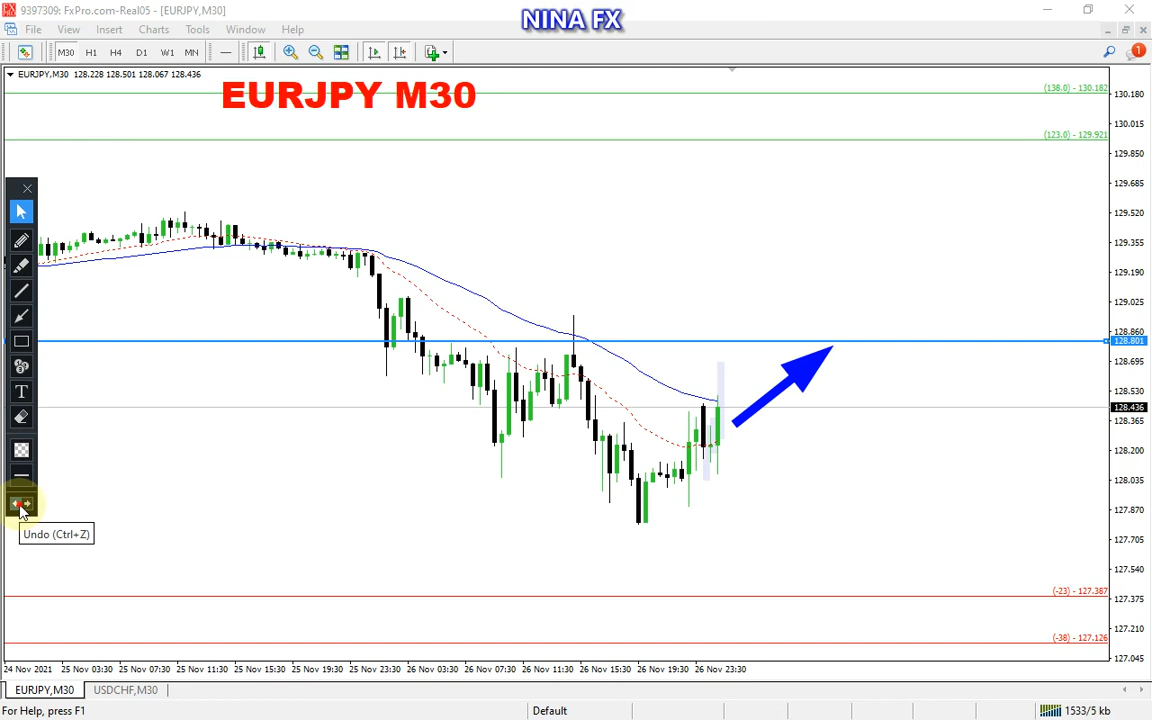 9397309: FxPro.com-Real05 - [EURJPY,M30]
NINA FX
File View Insert Charts Tools Window Help
M30 H1 H4 D1 W1 MN
1
EURJPY,M30 128.228 128.501 128.067 128.436
EURJPY M30
(138.0) - 130.182
130.180
130.015
(123.0) - 129.921
129.850
129.685
129.520
129.355
129.190
129.025
128.860
128.801
128.695
128.530
128.436
128.365
128.200
128.035
127.870
127.705
127.540
(-23) - 127.387
127.375
127.210
(-38) - 127.126
127.045
T
Undo (Ctrl+Z)
24 Nov 2021 25 Nov 03:30 25 Nov 07:30 25 Nov 11:30 25 Nov 15:30 25 Nov 19:30 25 Nov 23:30 26 Nov 03:30 26 Nov 07:30 26 Nov 11:30 26 Nov 15:30 26 Nov 19:30 26 Nov 23:30
EURJPY,M30 USDCHF,M30
For Help, press F1 Default 1533/5 kb